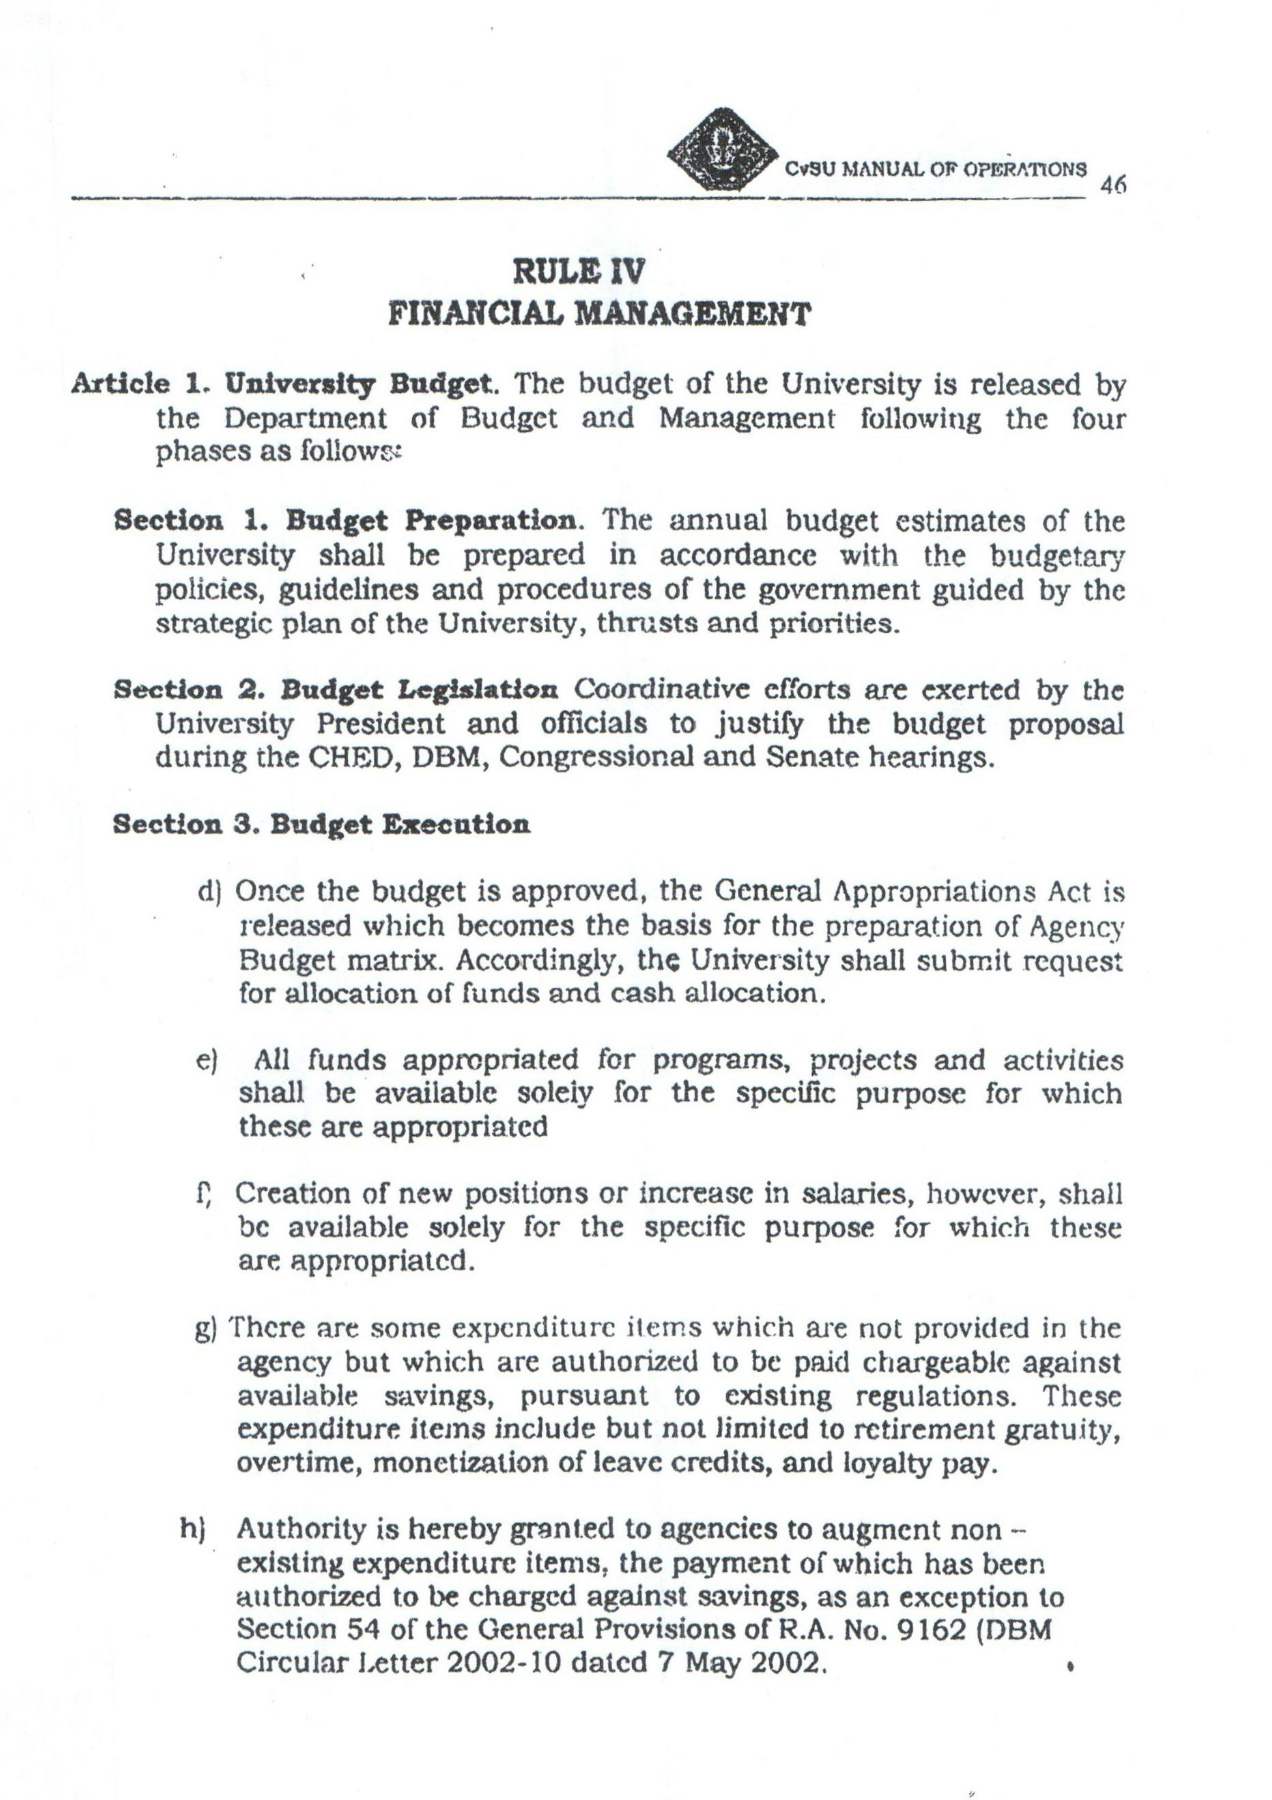 CvSU MANUAL OF OPERATIONS
46
RULE IV
FINANCIAL MANAGEMENT
Article 1. University Budget. The budget of the University is released by
the Department of Budget and Management following the four
phases as follows:
Section 1. Budget Preparation. The annual budget estimates of the
University shall be prepared in accordance with the budgetary
policies, guidelines and procedures of the government guided by the
strategic plan of the University, thrusts and priorities.
Section 2. Budget Legislation Coordinative efforts are exerted by the
University President and officials to justify the budget proposal
during the CHED, DBM, Congressional and Senate hearings.
Section 3. Budget Execution
d) Once the budget is approved, the General Appropriations Act is
released which becomes the basis for the preparation of Agency
Budget matrix. Accordingly, the University shall submit request
for allocation of funds and cash allocation.
e) All funds appropriated for programs, projects and activities
shall be available solely for the specific purpose for which
these are appropriated
f) Creation of new positions or increase in salaries, however, shall
be available solely for the specific purpose for which these
are appropriated.
g) There are some expenditure items which are not provided in the
agency but which are authorized to be paid chargeable against
available savings, pursuant to existing regulations. These
expenditure items include but not limited to retirement gratuity,
overtime, monetization of leave credits, and loyalty pay.
h) Authority is hereby granted to agencies to augment non –
existing expenditure items, the payment of which has been
authorized to be charged against savings, as an exception to
Section 54 of the General Provisions of R.A. No. 9162 (DBM
Circular Letter 2002-10 dated 7 May 2002.